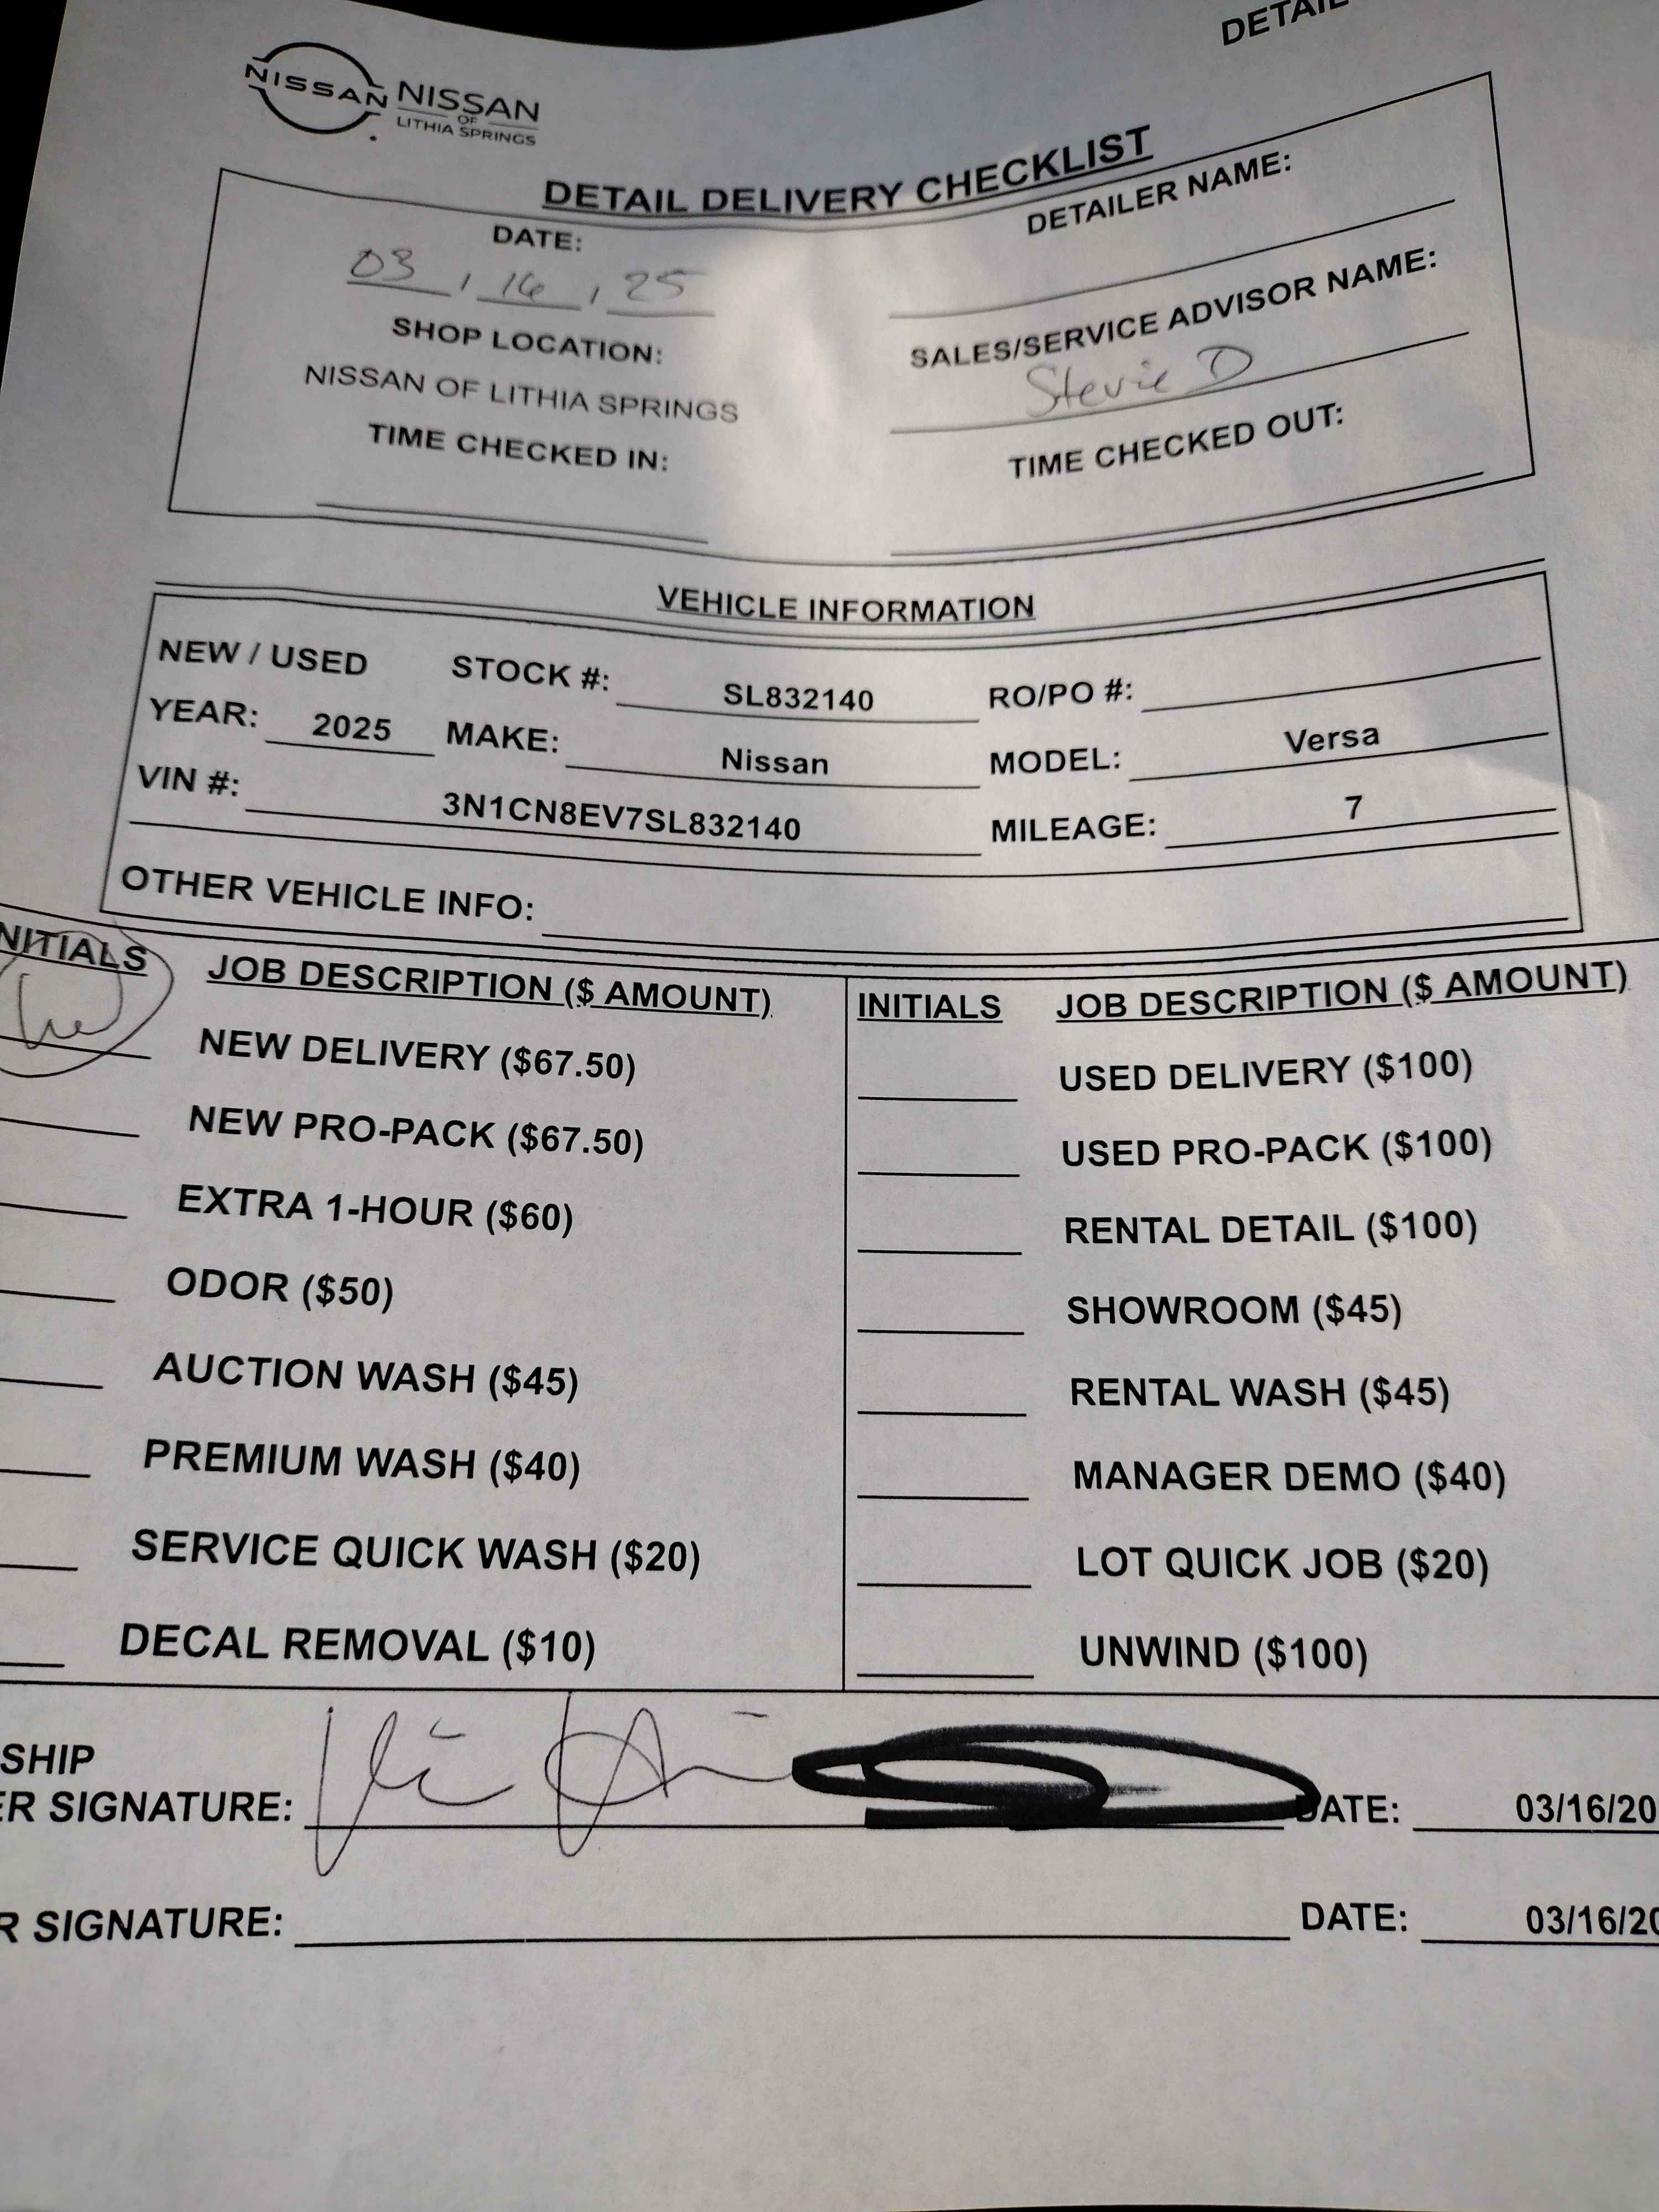 DETAIL
NISSAN NISSAN
OF
LITHIA SPRINGS
DETAIL DELIVERY CHECKLIST
DATE:
03 / 16 / 25
DETAILER NAME:
SHOP LOCATION:
NISSAN OF LITHIA SPRINGS
SALES/SERVICE ADVISOR NAME:
Stevie D
TIME CHECKED IN:
TIME CHECKED OUT:
VEHICLE INFORMATION
NEW / USED STOCK #: SL832140 RO/PO #:
YEAR: 2025 MAKE: Nissan MODEL: Versa
VIN #: 3N1CN8EV7SL832140 MILEAGE: 7
OTHER VEHICLE INFO:
NITIALS JOB DESCRIPTION ($ AMOUNT) INITIALS JOB DESCRIPTION ($ AMOUNT)
NEW DELIVERY ($67.50) USED DELIVERY ($100)
NEW PRO-PACK ($67.50) USED PRO-PACK ($100)
EXTRA 1-HOUR ($60) RENTAL DETAIL ($100)
ODOR ($50) SHOWROOM ($45)
AUCTION WASH ($45) RENTAL WASH ($45)
PREMIUM WASH ($40) MANAGER DEMO ($40)
SERVICE QUICK WASH ($20) LOT QUICK JOB ($20)
DECAL REMOVAL ($10) UNWIND ($100)
SHIP
ER SIGNATURE: DATE: 03/16/20
R SIGNATURE: DATE: 03/16/20